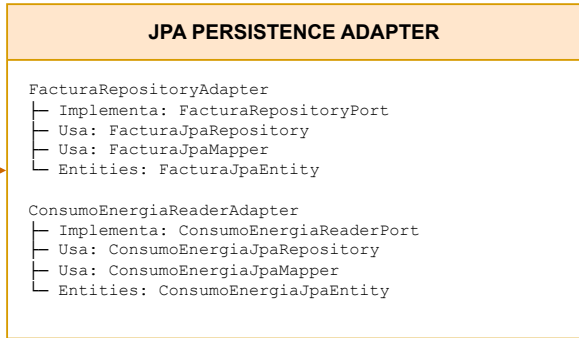 JPA PERSISTENCE ADAPTER
FacturaRepositoryAdapter
├─ Implementa: FacturaRepositoryPort
├─ Usa: FacturaJpaRepository
├─ Usa: FacturaJpaMapper
└─ Entities: FacturaJpaEntity
ConsumoEnergiaReaderAdapter
├─ Implementa: ConsumoEnergiaReaderPort
├─ Usa: ConsumoEnergiaJpaRepository
├─ Usa: ConsumoEnergiaJpaMapper
└─ Entities: ConsumoEnergiaJpaEntity